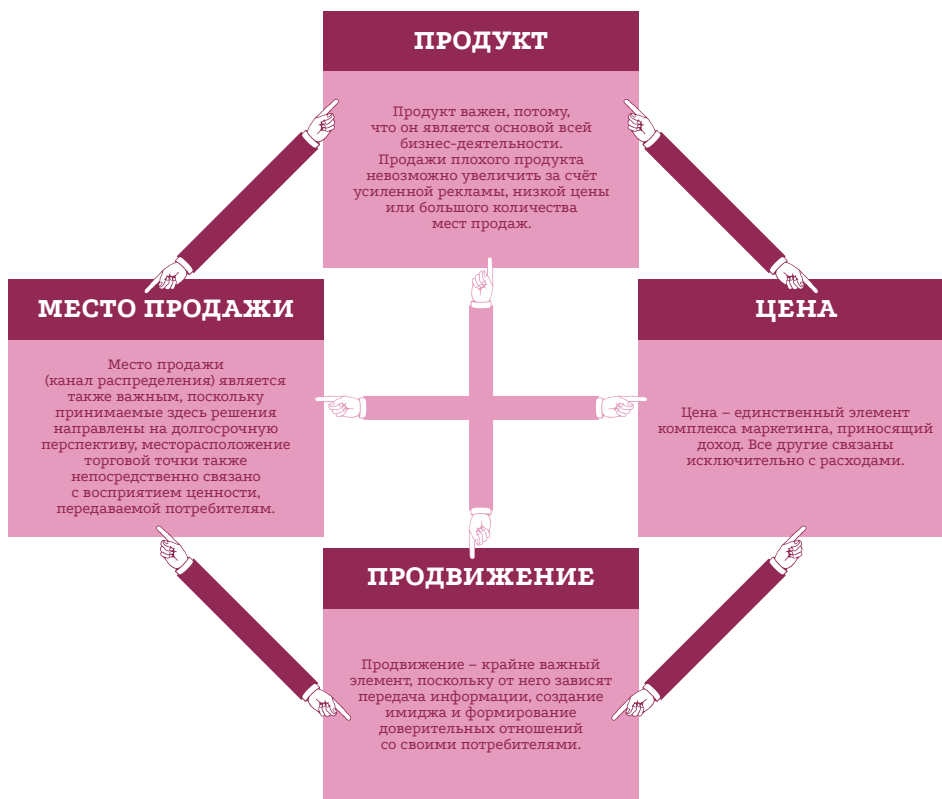 ПРОДУКТ
Продукт важен, потому,
что он является основой всей
бизнес-деятельности.
Продажи плохого продукта
невозможно увеличить за счёт
усиленной рекламы, низкой цены
или большого количества
мест продаж.
МЕСТО ПРОДАЖИ
Место продажи
(канал распределения) является
также важным, поскольку
принимаемые здесь решения
направлены на долгосрочную
перспективу, месторасположение
торговой точки также
непосредственно связано
с восприятием ценности,
передаваемой потребителям.
ЦЕНА
Цена – единственный элемент
комплекса маркетинга, приносящий
доход. Все другие связаны
исключительно с расходами.
ПРОДВИЖЕНИЕ
Продвижение – крайне важный
элемент, поскольку от него зависят
передача информации, создание
имиджа и формирование
доверительных отношений
со своими потребителями.